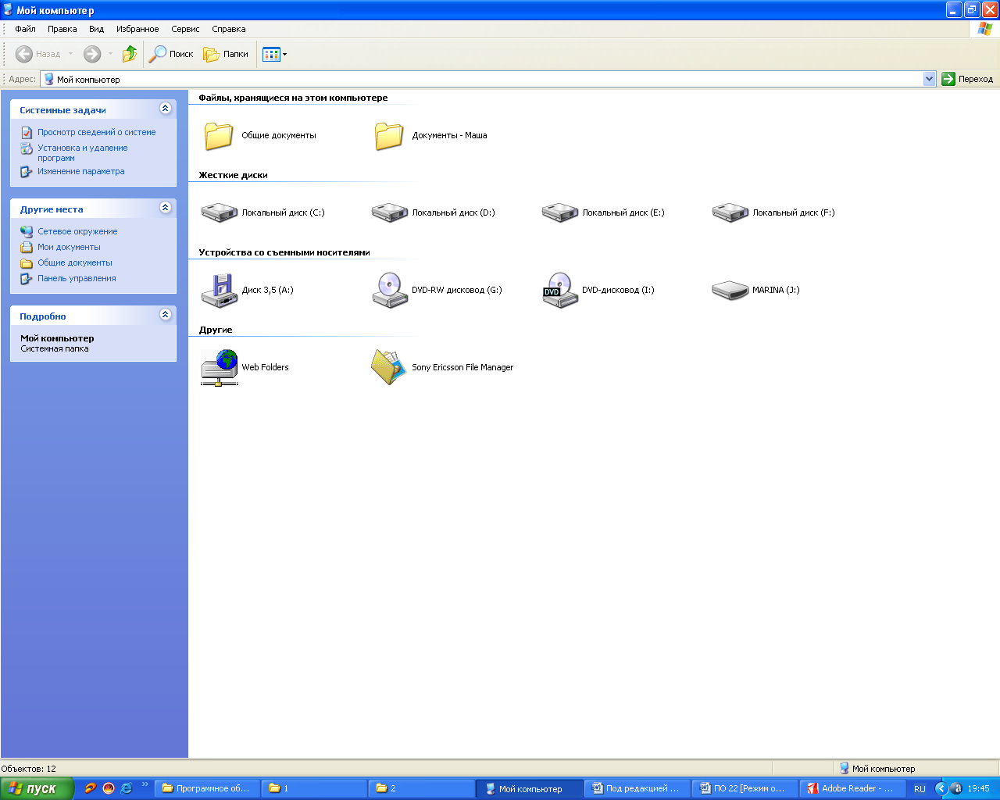 Мой компьютер
Файл Правка Вид Избранное Сервис Справка
Назад Поиск Папки
Адрес: Мой компьютер Переход
Системные задачи
Просмотр сведений о системе
Установка и удаление
программ
Изменение параметра
Другие места
Сетевое окружение
Мои документы
Общие документы
Панель управления
Подробно
Мой компьютер
Системная папка
Файлы, хранящиеся на этом компьютере
Общие документы Документы - Маша
Жесткие диски
Локальный диск (C:) Локальный диск (D:) Локальный диск (E:) Локальный диск (F:)
Устройства со съемными носителями
Диск 3,5 (A:) DVD-RW дисковод (G:) DVD DVD-дисковод (I:) MARINA (J:)
Другие
Web Folders Sony Ericsson File Manager
Объектов: 12 Мой компьютер
пуск Программное об... 1 2 Мой компьютер Под редакцией ... ПО 22 [Режим о... Adobe Reader - ... RU 19:45